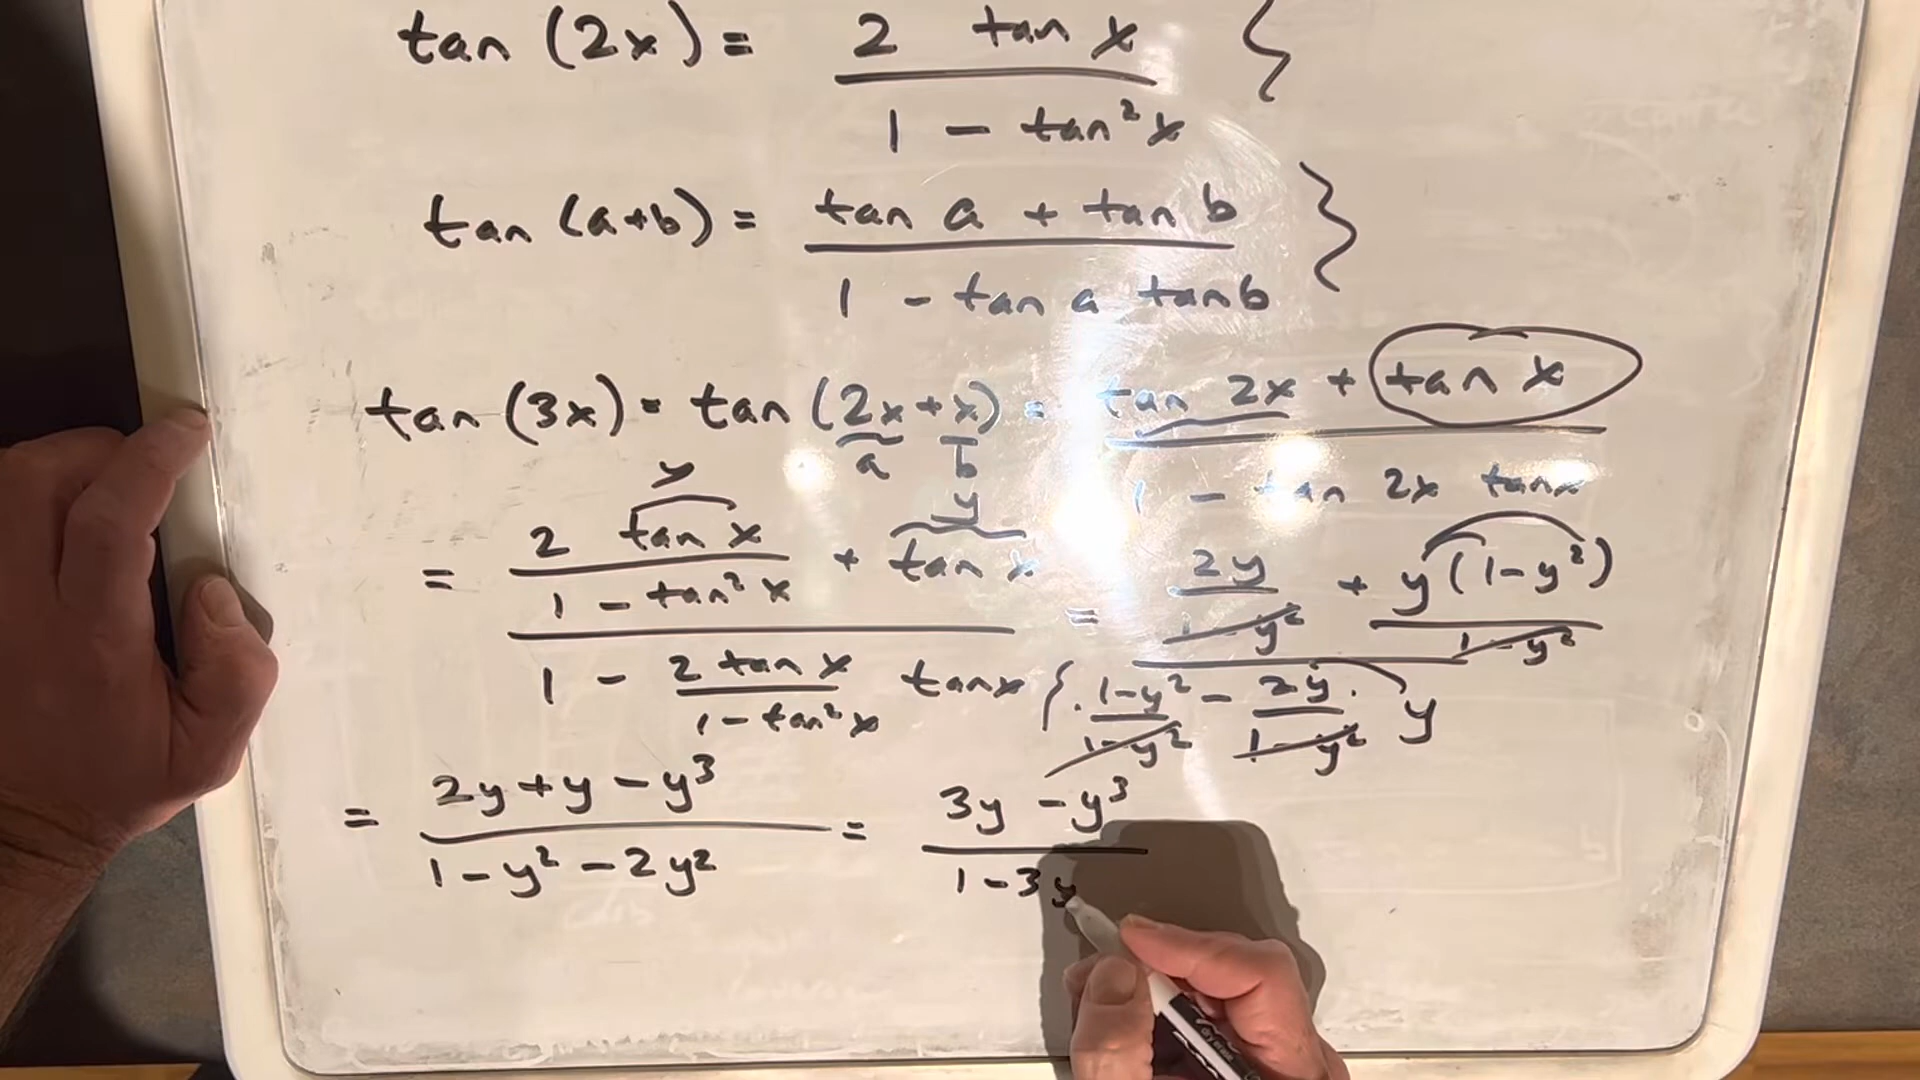 tan (2x) = 2 tan x
1 - tan² x
tan (a+b) = tan a + tan b
1 - tan a tan b
tan (3x) = tan (2x + x) = tan 2x + tan x
a b
1 - tan 2x tan x
y y
= 2 tan x + tan x = 2y + y(1-y²)
1 - tan² x 1-y² 1-y²
1 - 2 tan x tan x 1-y² - 2y . y
1 - tan² x 1-y² 1-y²
= 2y + y - y³ = 3y - y³
1 - y² - 2y² 1 - 3y